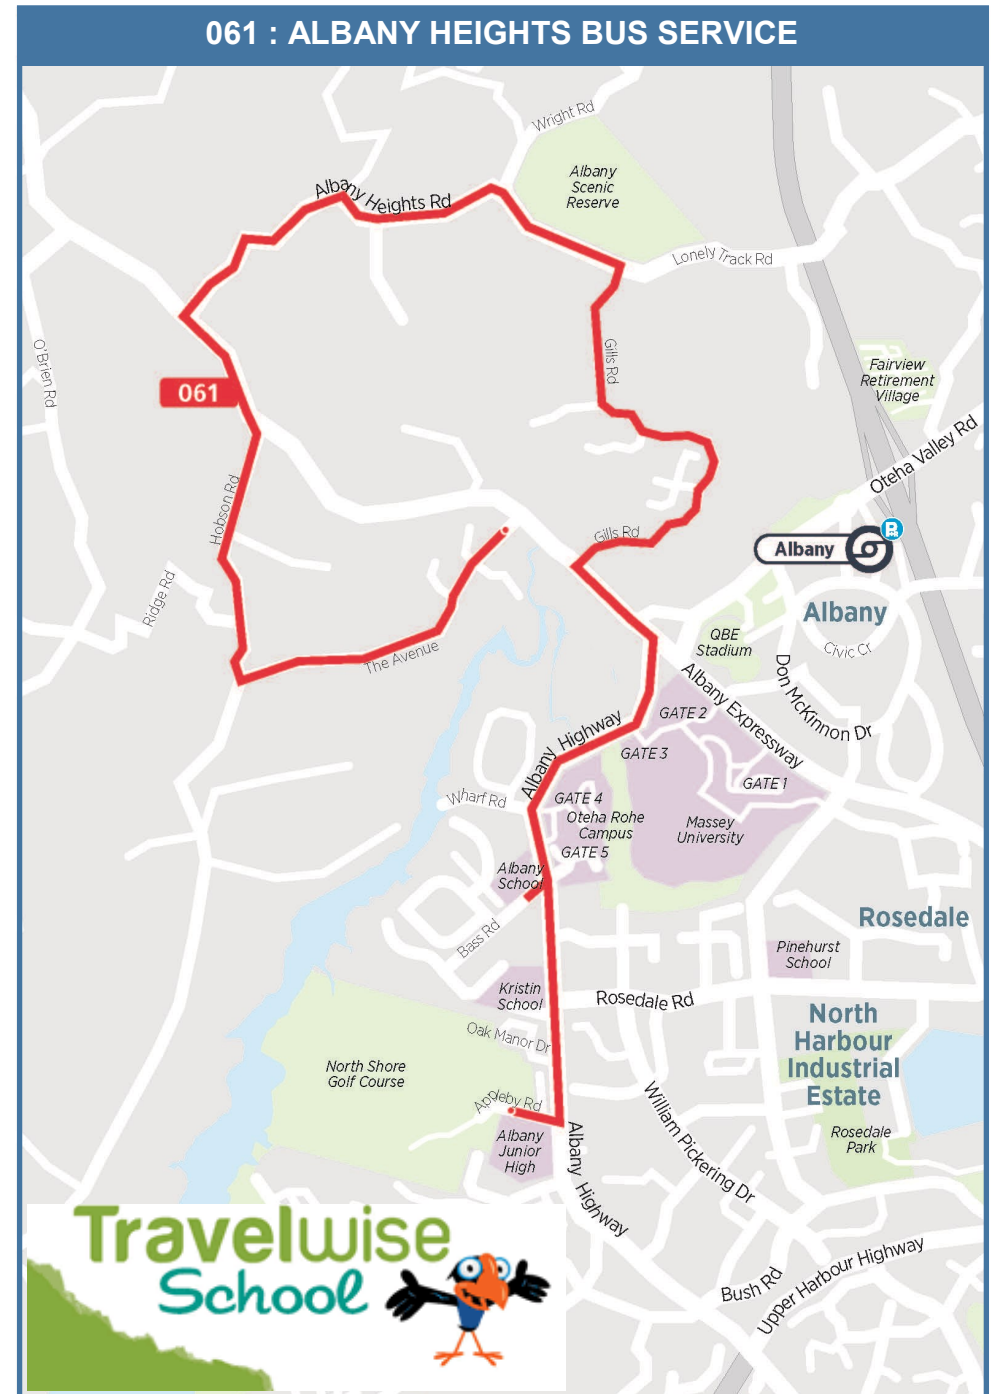 061 : ALBANY HEIGHTS BUS SERVICE
Wright Rd
Albany
Scenic
Reserve
Albany Heights Rd
Lonely Track Rd
O'Brien Rd
Gills Rd
Fairview
Retirement
Village
061
Oteha Valley Rd
Hobson Rd
Gills Rd
Albany
Ridge Rd
Albany
QBE
Stadium
Civic Cr
The Avenue
Don McKinnon Dr
Albany Expressway
GATE 2
Albany Highway
GATE 3
GATE 1
Wharf Rd
GATE 4
Oteha Rohe
Campus
GATE 5
Massey
University
Albany
School
Rosedale
Bass Rd
Pinehurst
School
Kristin
School
Rosedale Rd
North
Harbour
Industrial
Estate
Oak Manor Dr
North Shore
Golf Course
Appleby Rd
William Pickering Dr
Albany
Junior
High
Albany Highway
Rosedale
Park
Travelwise
School
Bush Rd
Upper Harbour Highway